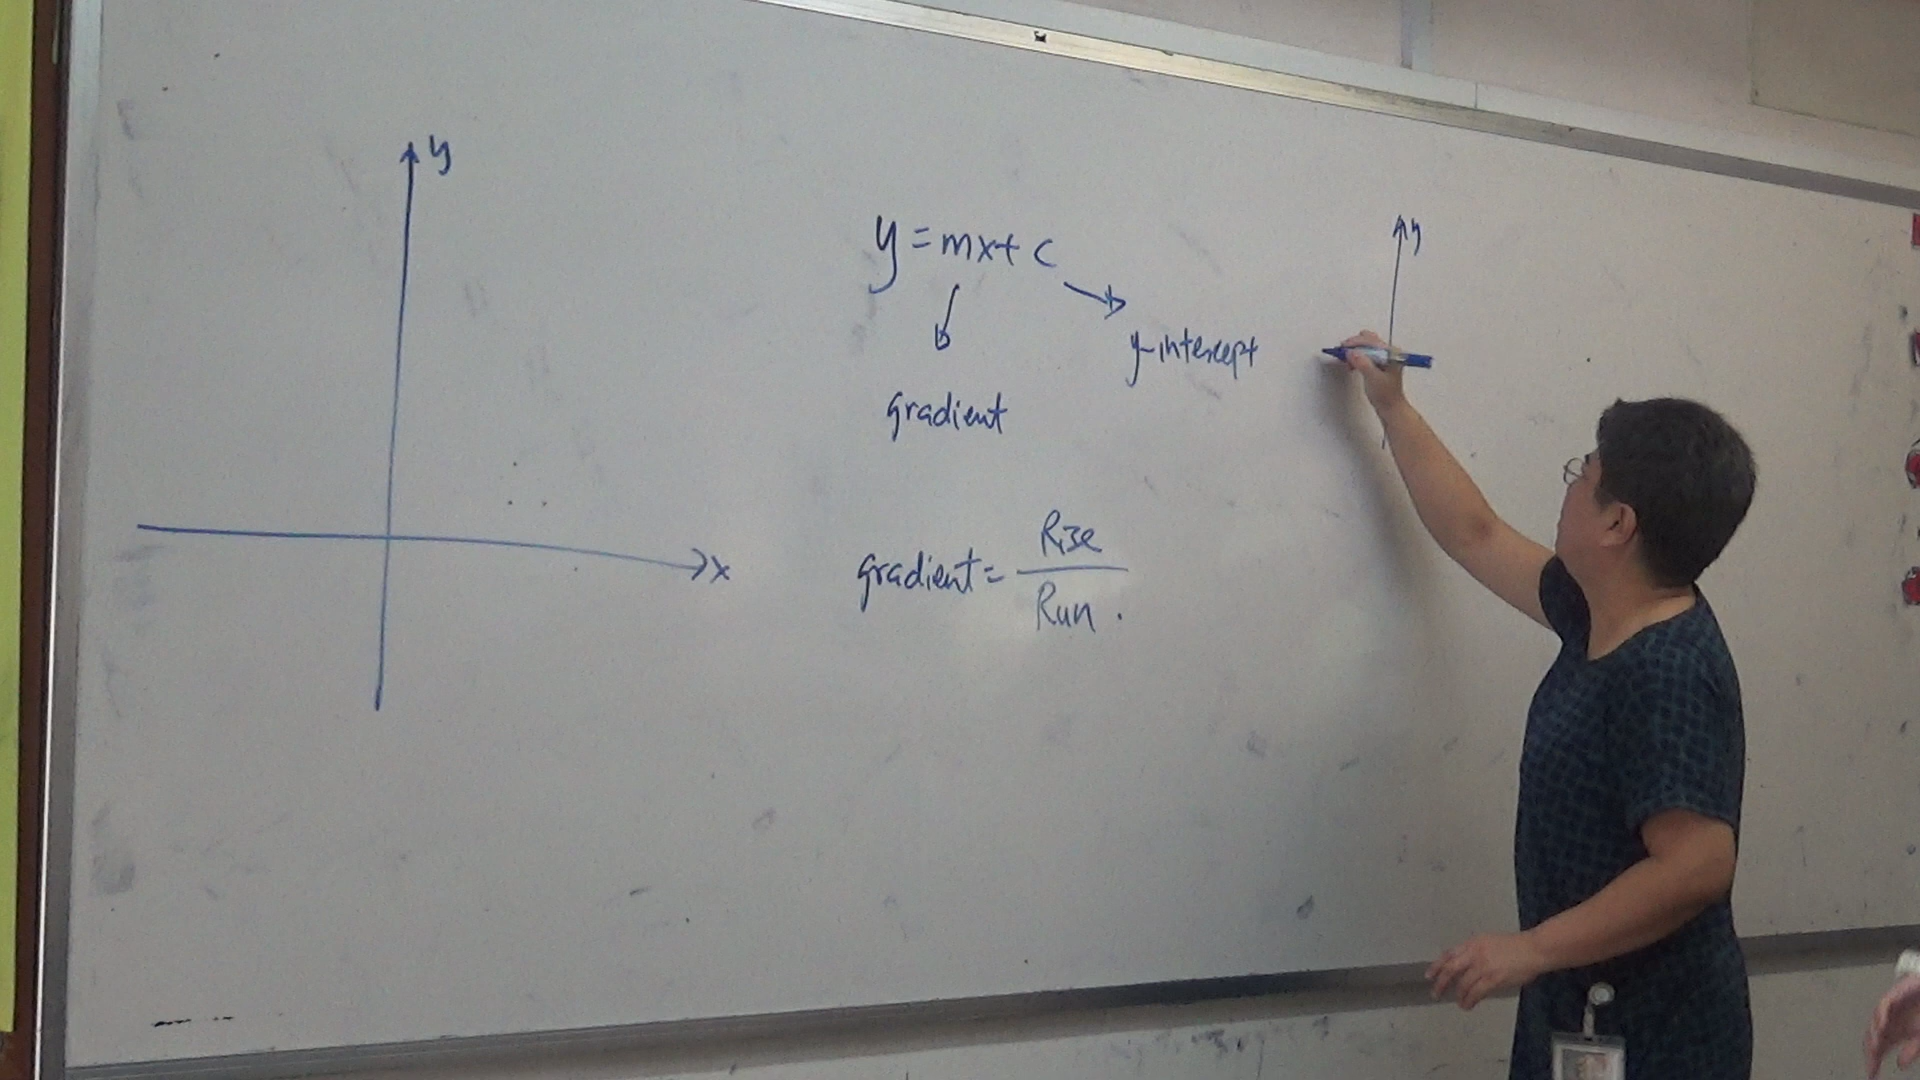 y
x
y = mx + c
y-intercept
gradient
gradient = Rise
Run.
y